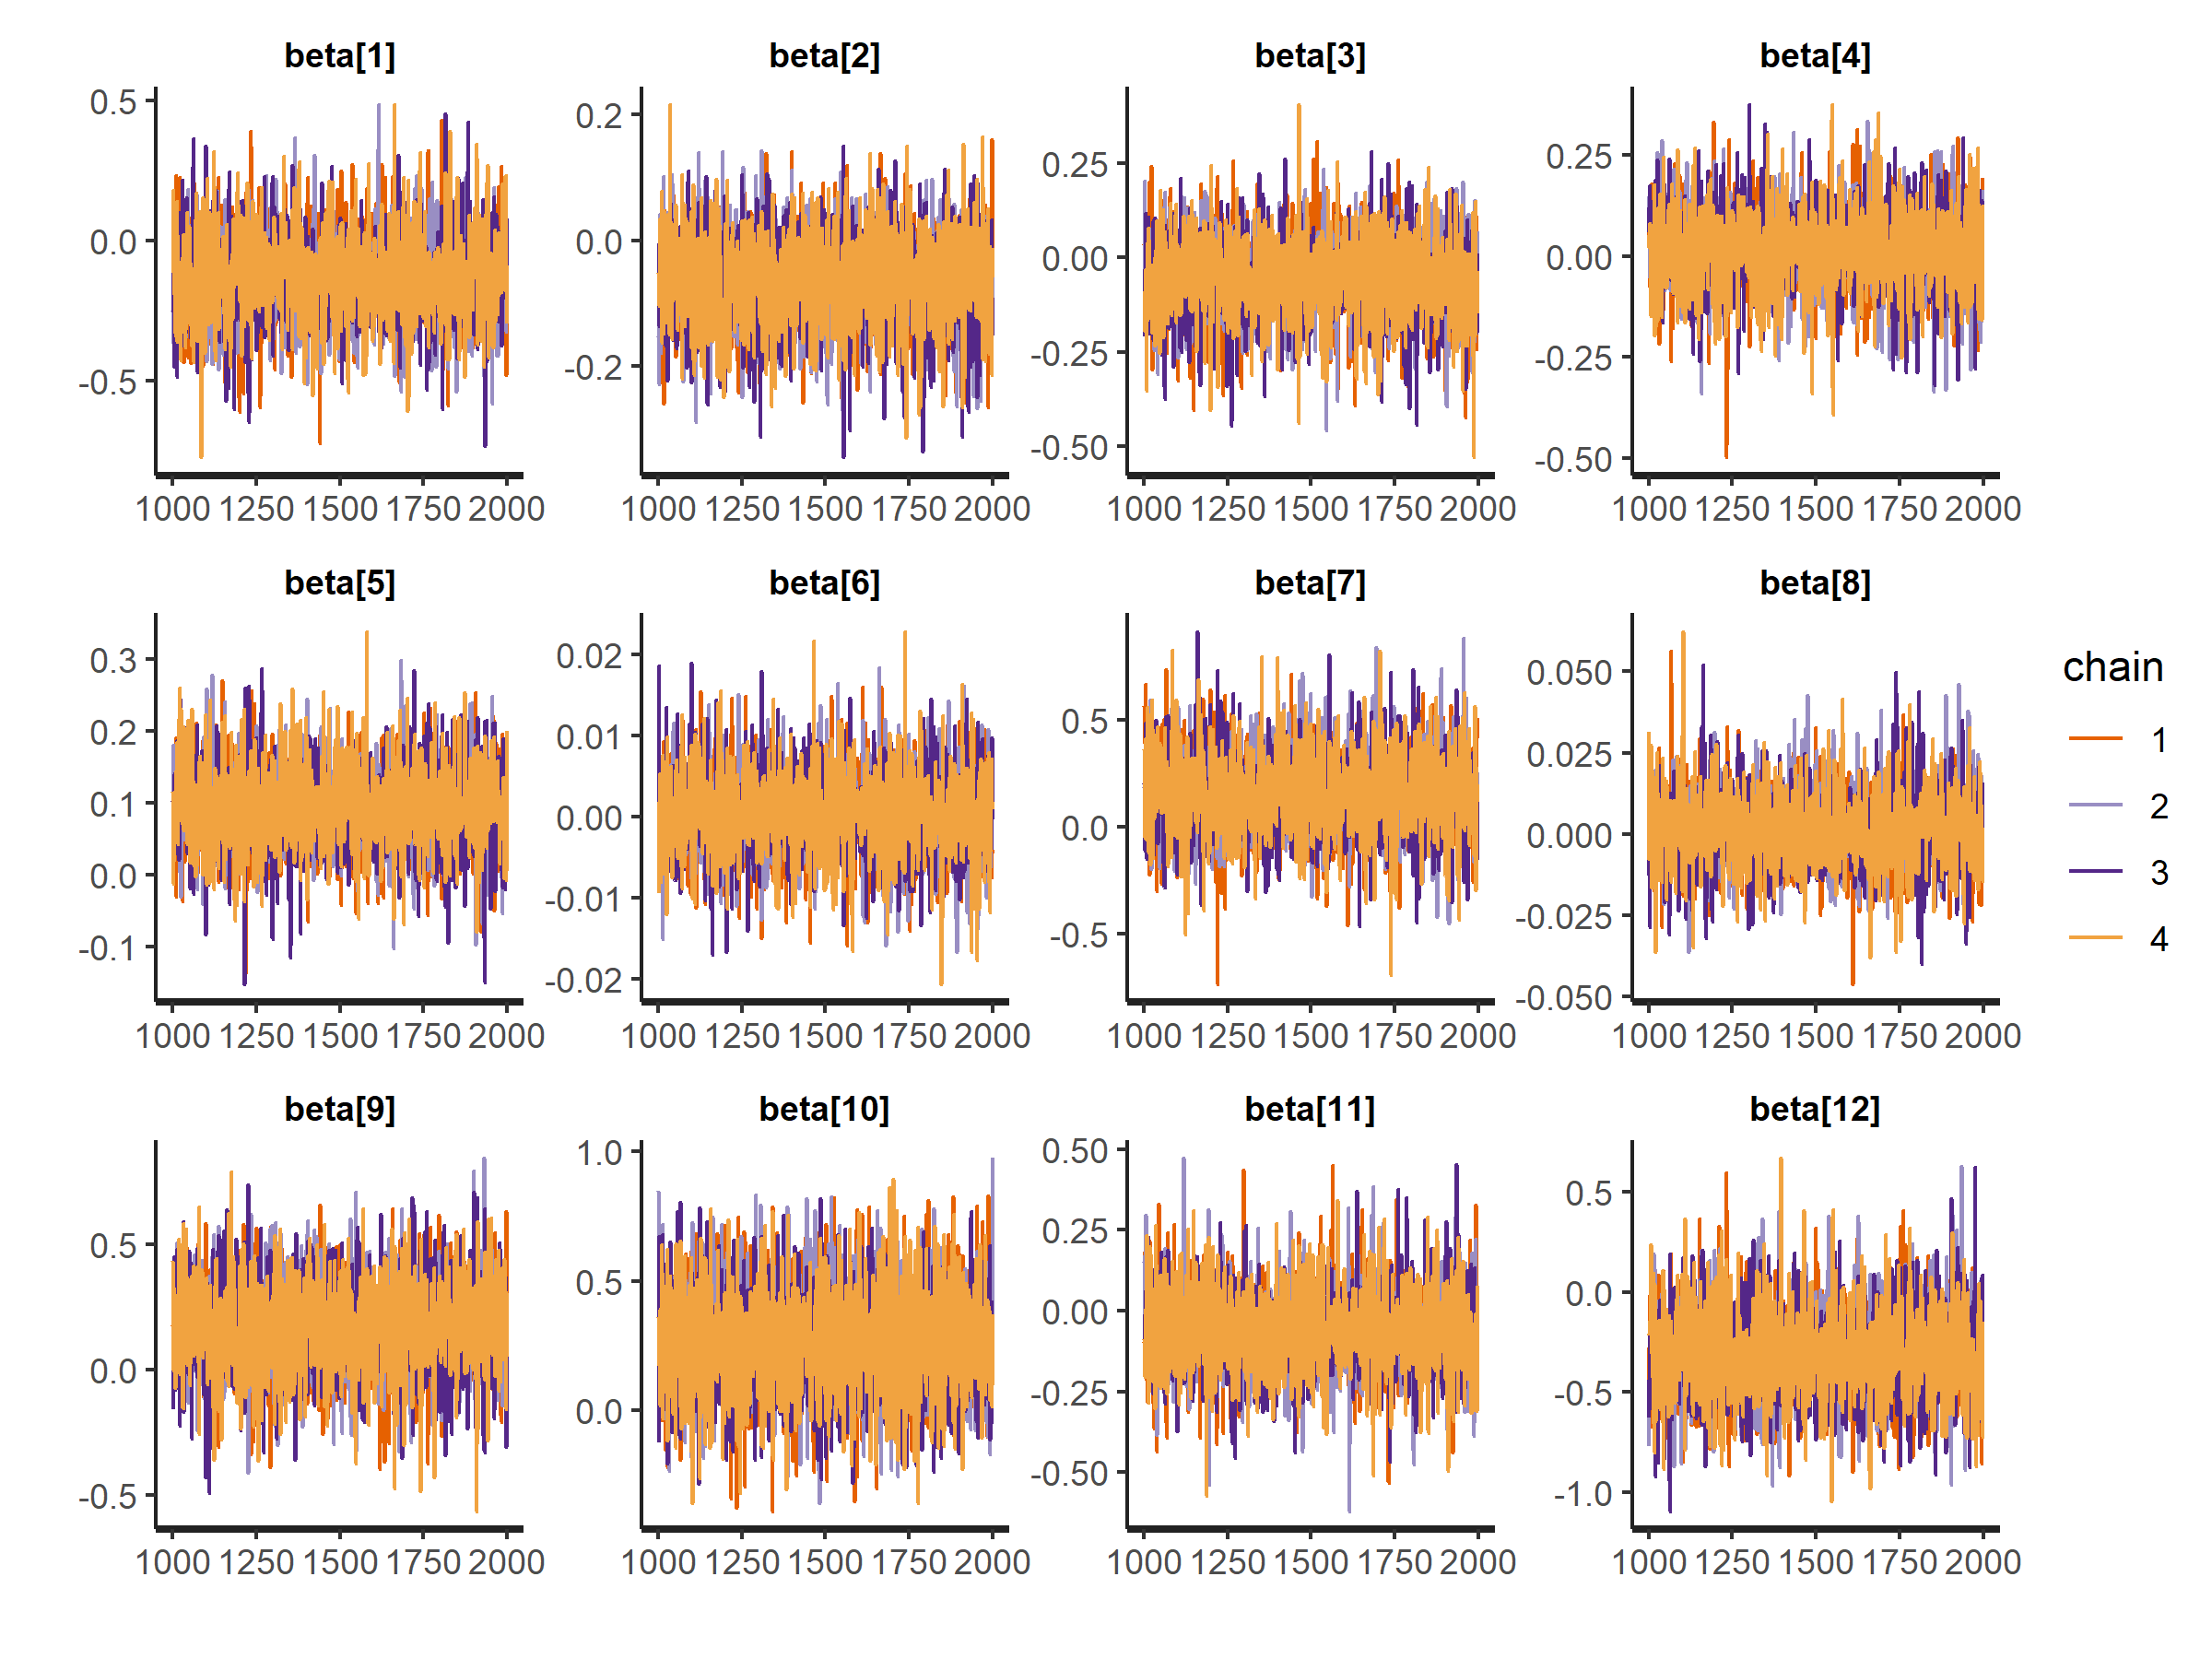 beta[1] beta[2] beta[3] beta[4]
0.5 0.0 -0.5
0.2 0.0 -0.2
0.25 0.00 -0.25 -0.50
0.25 0.00 -0.25 -0.50
1000 1250 1500 1750 2000 1000 1250 1500 1750 2000 1000 1250 1500 1750 2000 1000 1250 1500 1750 2000
beta[5] beta[6] beta[7] beta[8]
0.3 0.2 0.1 0.0 -0.1
0.02 0.01 0.00 -0.01 -0.02
0.5 0.0 -0.5
0.050 0.025 0.000 -0.025 -0.050
1000 1250 1500 1750 2000 1000 1250 1500 1750 2000 1000 1250 1500 1750 2000 1000 1250 1500 1750 2000
beta[9] beta[10] beta[11] beta[12]
0.5 0.0 -0.5
1.0 0.5 0.0
0.50 0.25 0.00 -0.25 -0.50
0.5 0.0 -0.5 -1.0
1000 1250 1500 1750 2000 1000 1250 1500 1750 2000 1000 1250 1500 1750 2000 1000 1250 1500 1750 2000
chain
1
2
3
4